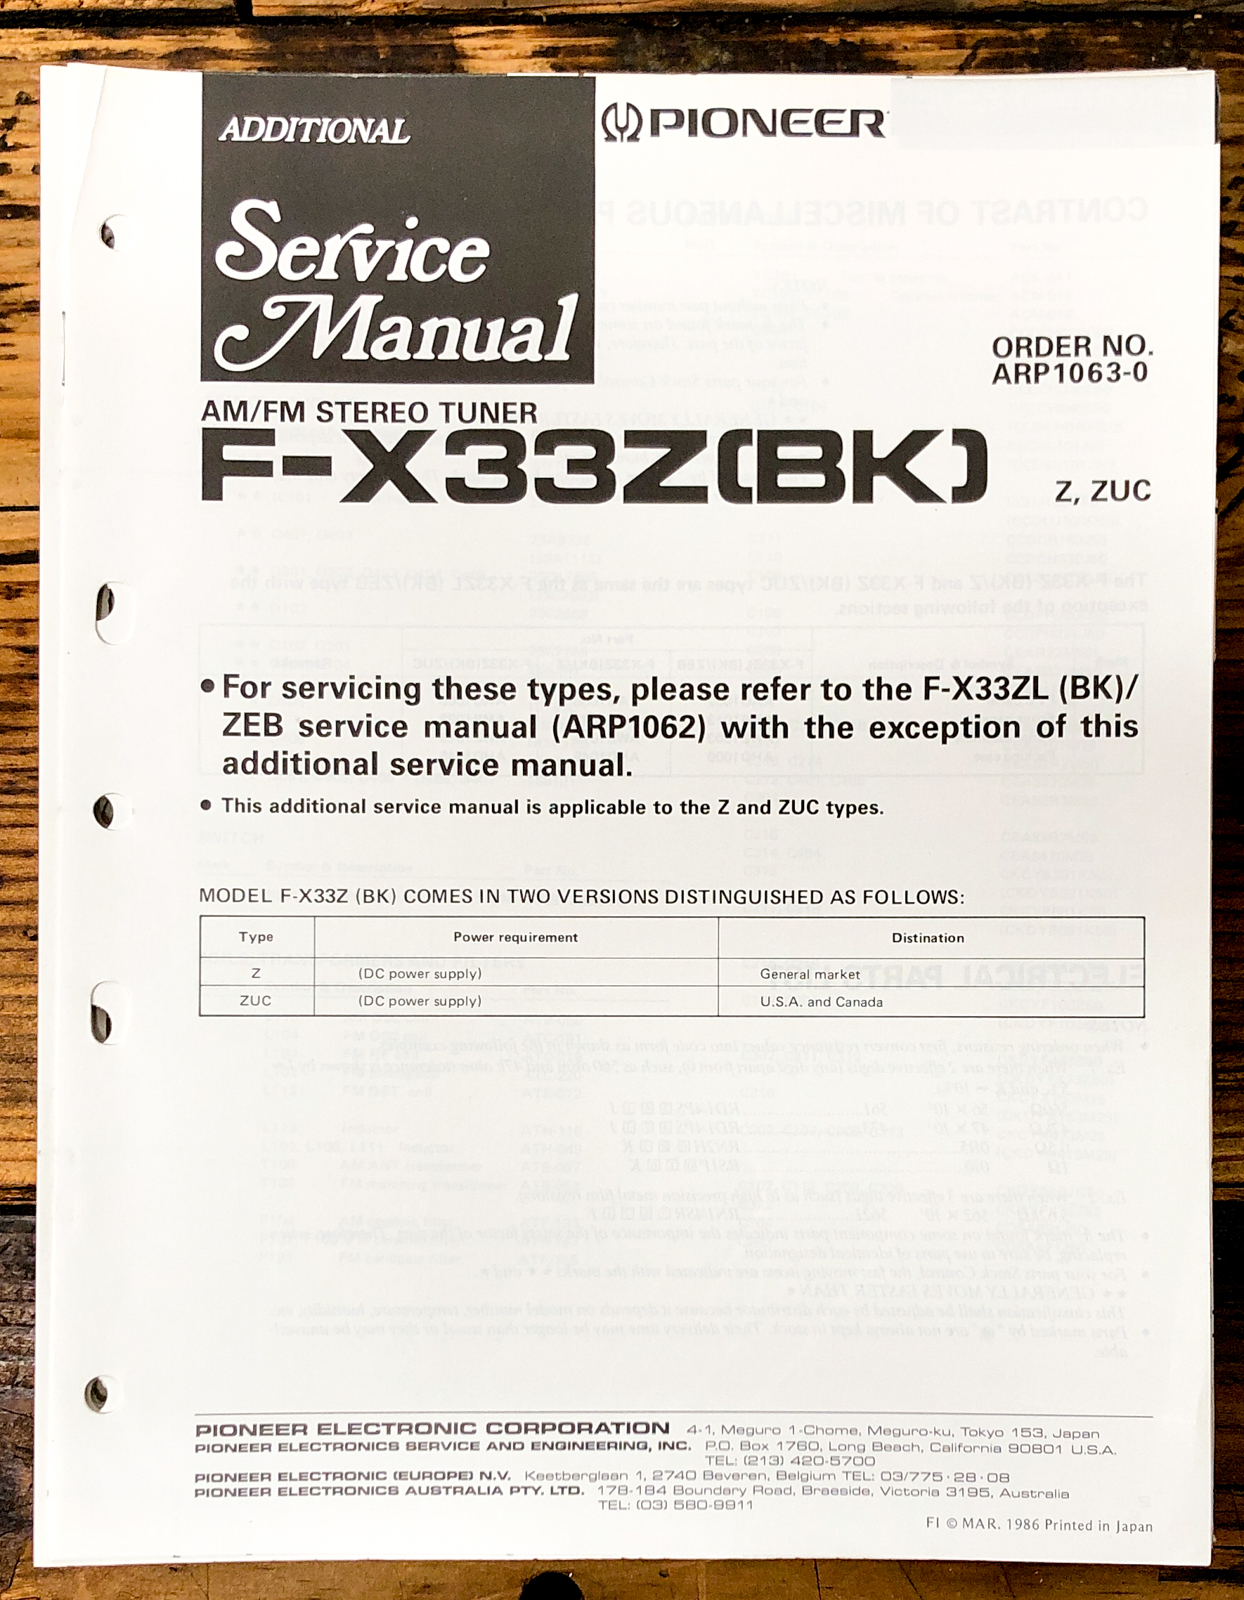 ADDITIONAL
Service
Manual
PIONEER
ORDER NO.
ARP1063-0
AM/FM STEREO TUNER
F-X33Z(BK)
Z, ZUC
• For servicing these types, please refer to the F-X33ZL (BK)/
ZEB service manual (ARP1062) with the exception of this
additional service manual.
• This additional service manual is applicable to the Z and ZUC types.
MODEL F-X33Z (BK) COMES IN TWO VERSIONS DISTINGUISHED AS FOLLOWS:
Type Power requirement Distination
Z (DC power supply) General market
ZUC (DC power supply) U.S.A. and Canada
PIONEER ELECTRONIC CORPORATION 4-1, Meguro 1-Chome, Meguro-ku, Tokyo 153, Japan
PIONEER ELECTRONICS SERVICE AND ENGINEERING, INC. P.O. Box 1760, Long Beach, California 90801 U.S.A.
TEL: (213) 420-5700
PIONEER ELECTRONIC (EUROPE) N.V. Keetberglaan 1, 2740 Beveren, Belgium TEL: 03/775·28·08
PIONEER ELECTRONICS AUSTRALIA PTY. LTD. 178-184 Boundary Road, Braeside, Victoria 3195, Australia
TEL: (03) 580-9911
FI © MAR. 1986 Printed in Japan